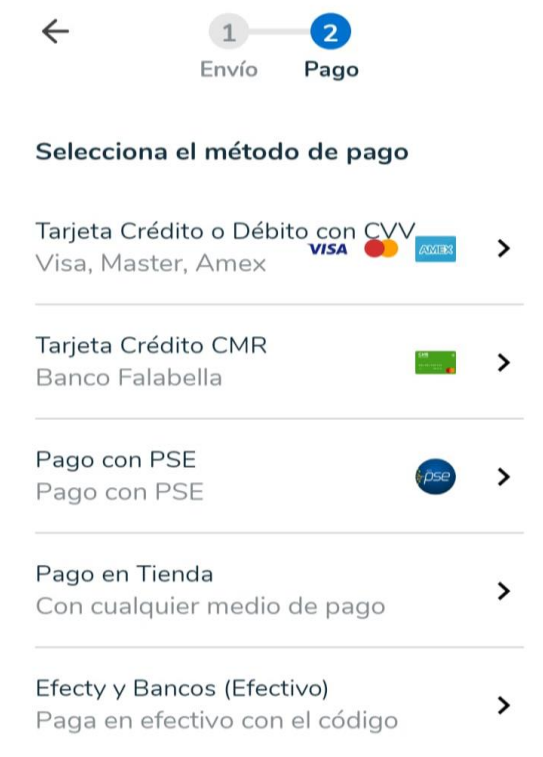 1 2
Envío Pago
Selecciona el método de pago
Tarjeta Crédito o Débito con CVV
Visa, Master, Amex
VISA AMEX
Tarjeta Crédito CMR
Banco Falabella
CMR
Pago con PSE
Pago con PSE
pse
Pago en Tienda
Con cualquier medio de pago
Efecty y Bancos (Efectivo)
Paga en efectivo con el código